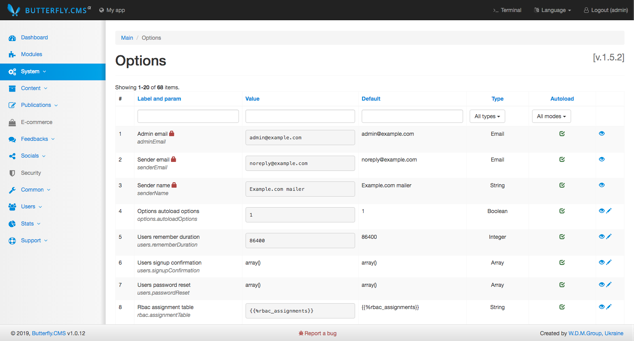 BUTTERFLY.CMS
My app
Terminal
Language
Logout (admin)
Dashboard
Modules
System
Content
Publications
E-commerce
Feedbacks
Socials
Security
Common
Users
Stats
Support
Main / Options
Options
[v.1.5.2]
Showing 1-20 of 68 items.
# Label and param Value Default Type Autoload
All types All modes
1 Admin email admin@example.com admin@example.com Email
adminEmail
2 Sender email noreply@example.com noreply@example.com Email
senderEmail
3 Sender name Example.com mailer Example.com mailer String
senderName
4 Options autoload options 1 1 Boolean
options.autoloadOptions
5 Users remember duration 86400 86400 Integer
users.rememberDuration
6 Users signup confirmation array() array() Array
users.signupConfirmation
7 Users password reset array() array() Array
users.passwordReset
8 Rbac assignment table {{%rbac_assignments}} {{%rbac_assignments}} String
rbac.assignmentTable
© 2019, Butterfly.CMS v1.0.12
Report a bug
Created by W.D.M.Group, Ukraine